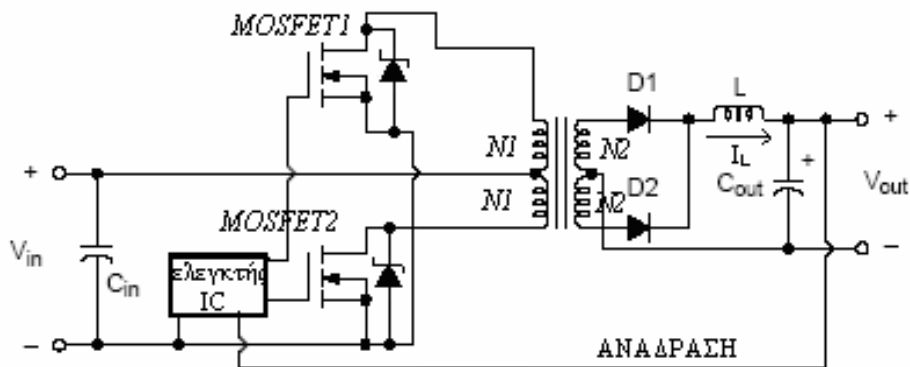 MOSFET1
D1
L
+
N1
N2
I_L
+
+
D2
C_out
V_out
N1
N2
MOSFET2
V_in
C_in
ελεγκτής
IC
−
−
ΑΝΑΔΡΑΣΗ